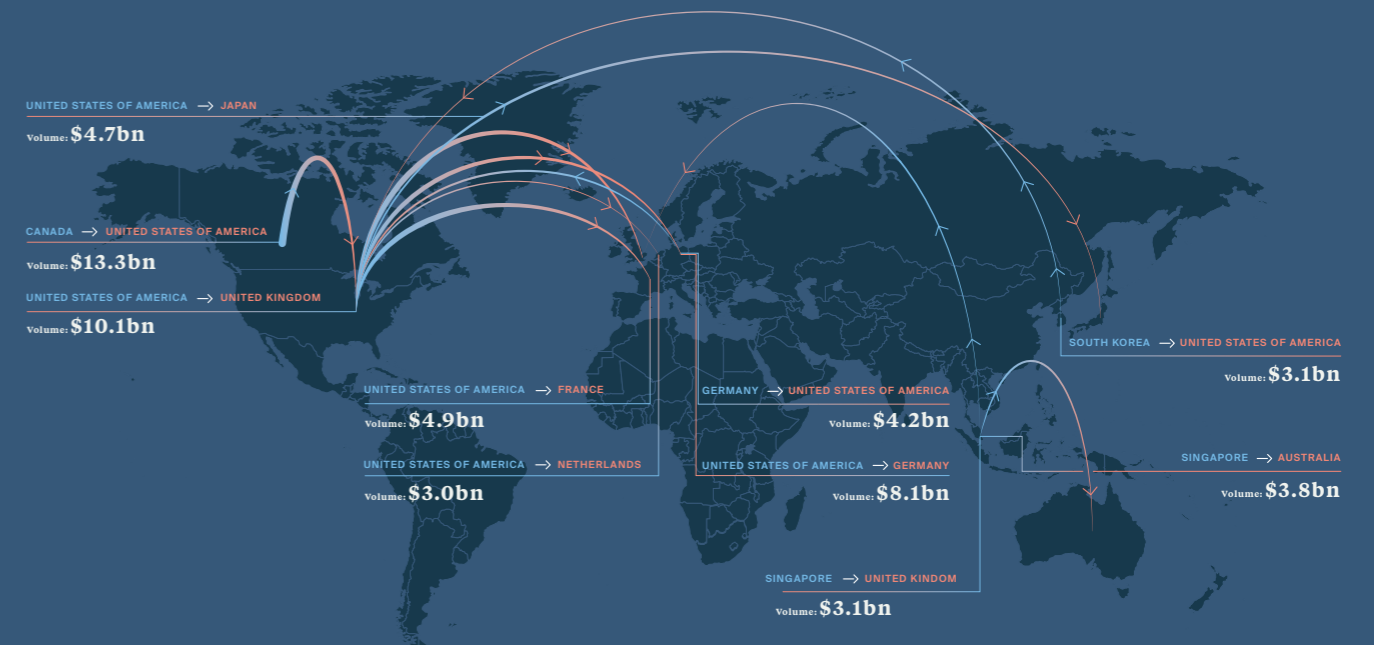 UNITED STATES OF AMERICA → JAPAN
Volume: $4.7bn
CANADA → UNITED STATES OF AMERICA
Volume: $13.3bn
UNITED STATES OF AMERICA → UNITED KINGDOM
Volume: $10.1bn
UNITED STATES OF AMERICA → FRANCE
Volume: $4.9bn
UNITED STATES OF AMERICA → NETHERLANDS
Volume: $3.0bn
GERMANY → UNITED STATES OF AMERICA
Volume: $4.2bn
UNITED STATES OF AMERICA → GERMANY
Volume: $8.1bn
SINGAPORE → UNITED KINDOM
Volume: $3.1bn
SOUTH KOREA → UNITED STATES OF AMERICA
Volume: $3.1bn
SINGAPORE → AUSTRALIA
Volume: $3.8bn